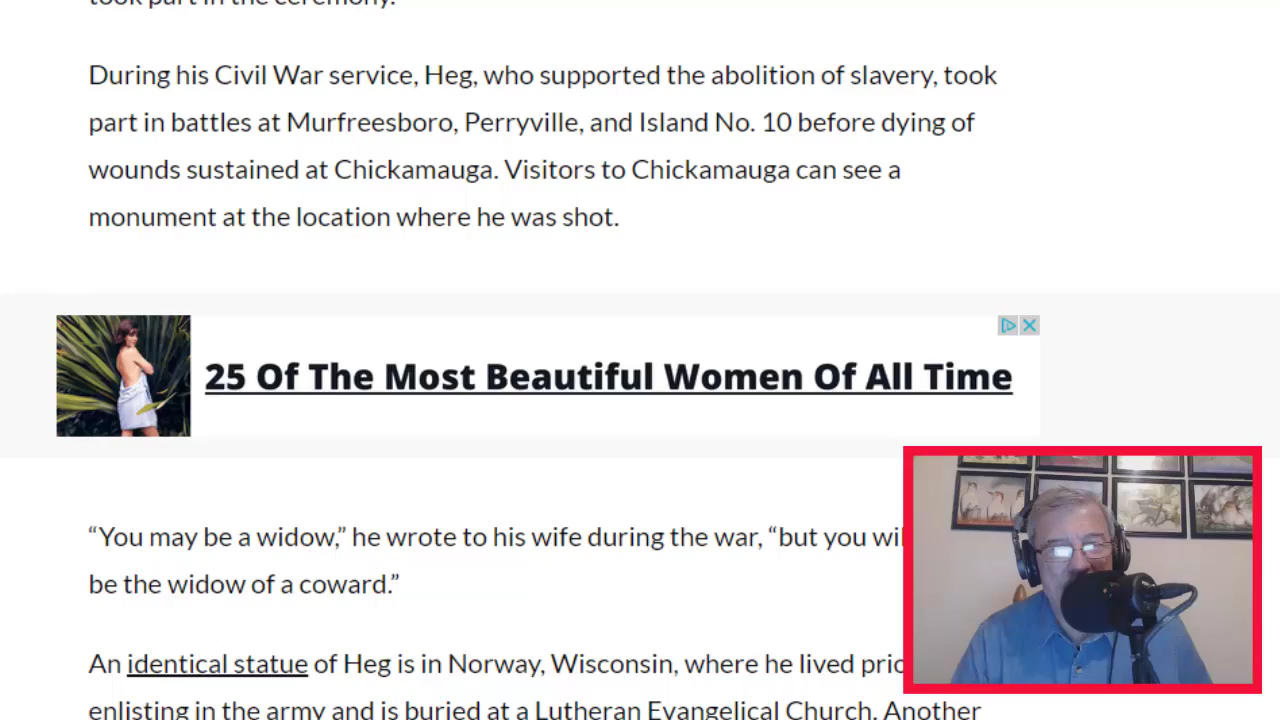 took part in the ceremony.
During his Civil War service, Heg, who supported the abolition of slavery, took
part in battles at Murfreesboro, Perryville, and Island No. 10 before dying of
wounds sustained at Chickamauga. Visitors to Chickamauga can see a
monument at the location where he was shot.
25 Of The Most Beautiful Women Of All Time
“You may be a widow,” he wrote to his wife during the war, “but you
be the widow of a coward.”
An identical statue of Heg is in Norway, Wisconsin, where he lived
enlisting in the army and is buried at a Lutheran Evangelical Church. Another